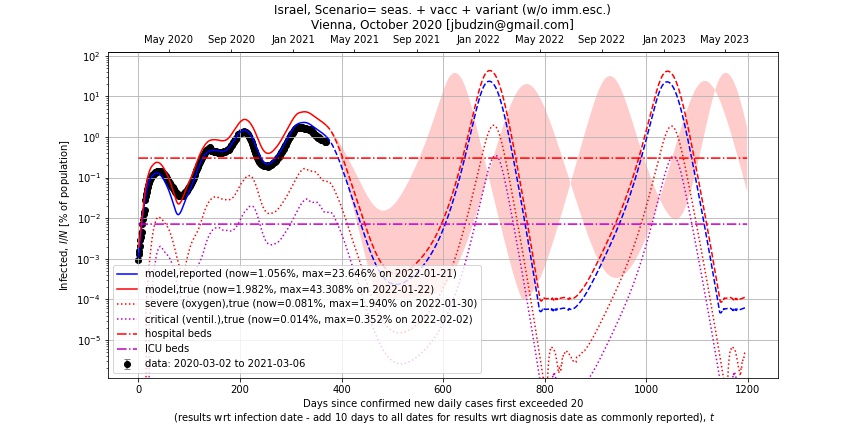 Israel, Scenario= seas. + vacc + variant (w/o imm.esc.)
Vienna, October 2020 [jbudzin@gmail.com]
May 2020 Sep 2020 Jan 2021 May 2021 Sep 2021 Jan 2022 May 2022 Sep 2022 Jan 2023 May 2023
10²
10¹
10⁰
10⁻¹
10⁻²
10⁻³
10⁻⁴
10⁻⁵
Infected, I/N [% of population]
model,reported (now=1.056%, max=23.646% on 2022-01-21)
model,true (now=1.982%, max=43.308% on 2022-01-22)
severe (oxygen),true (now=0.081%, max=1.940% on 2022-01-30)
critical (ventil.),true (now=0.014%, max=0.352% on 2022-02-02)
hospital beds
ICU beds
data: 2020-03-02 to 2021-03-06
0 200 400 600 800 1000 1200
Days since confirmed new daily cases first exceeded 20
(results wrt infection date - add 10 days to all dates for results wrt diagnosis date as commonly reported), t